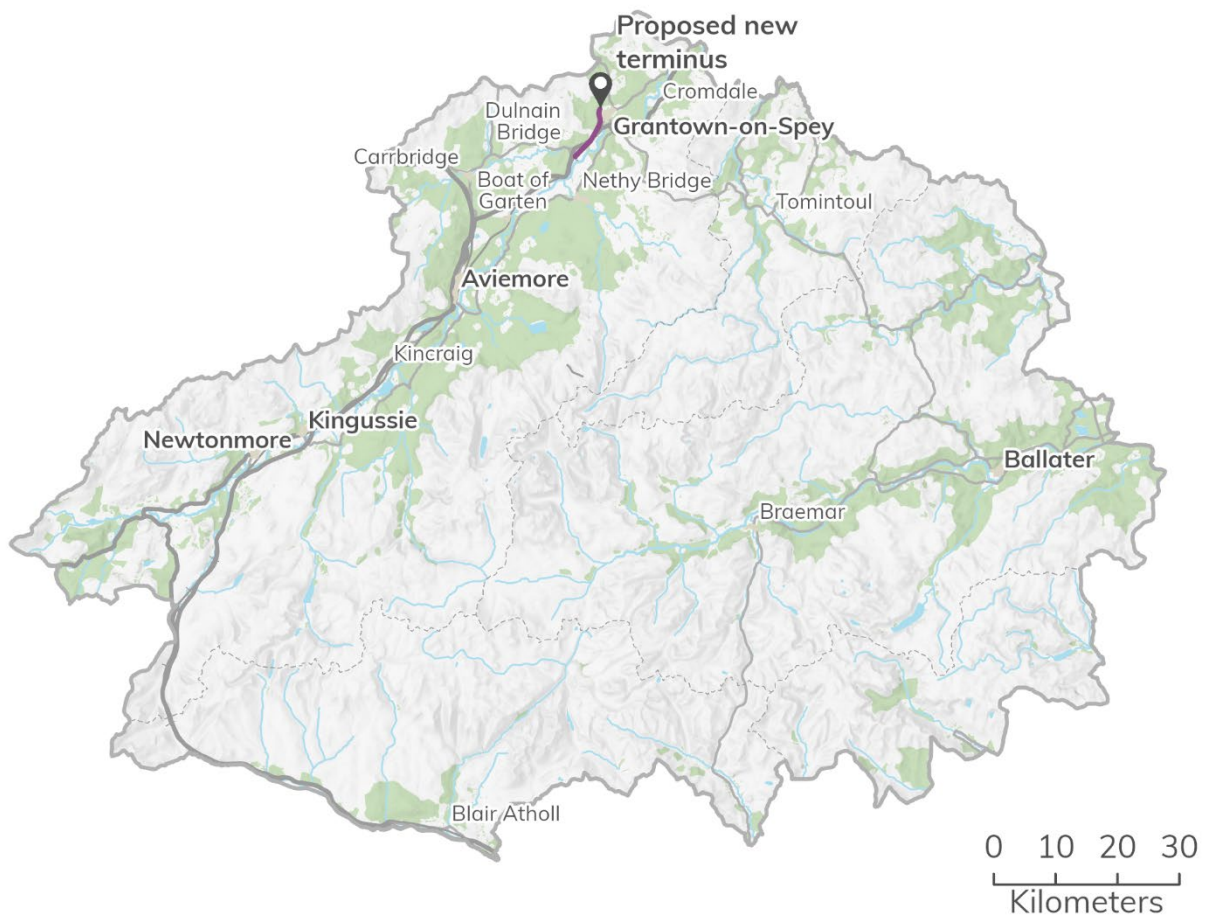 Proposed new
terminus
Cromdale
Dulnain
Bridge
Grantown-on-Spey
Carrbridge
Boat of
Garten
Nethy Bridge
Tomintoul
Aviemore
Kincraig
Kingussie
Newtonmore
Ballater
Braemar
Blair Atholl
0 10 20 30
Kilometers